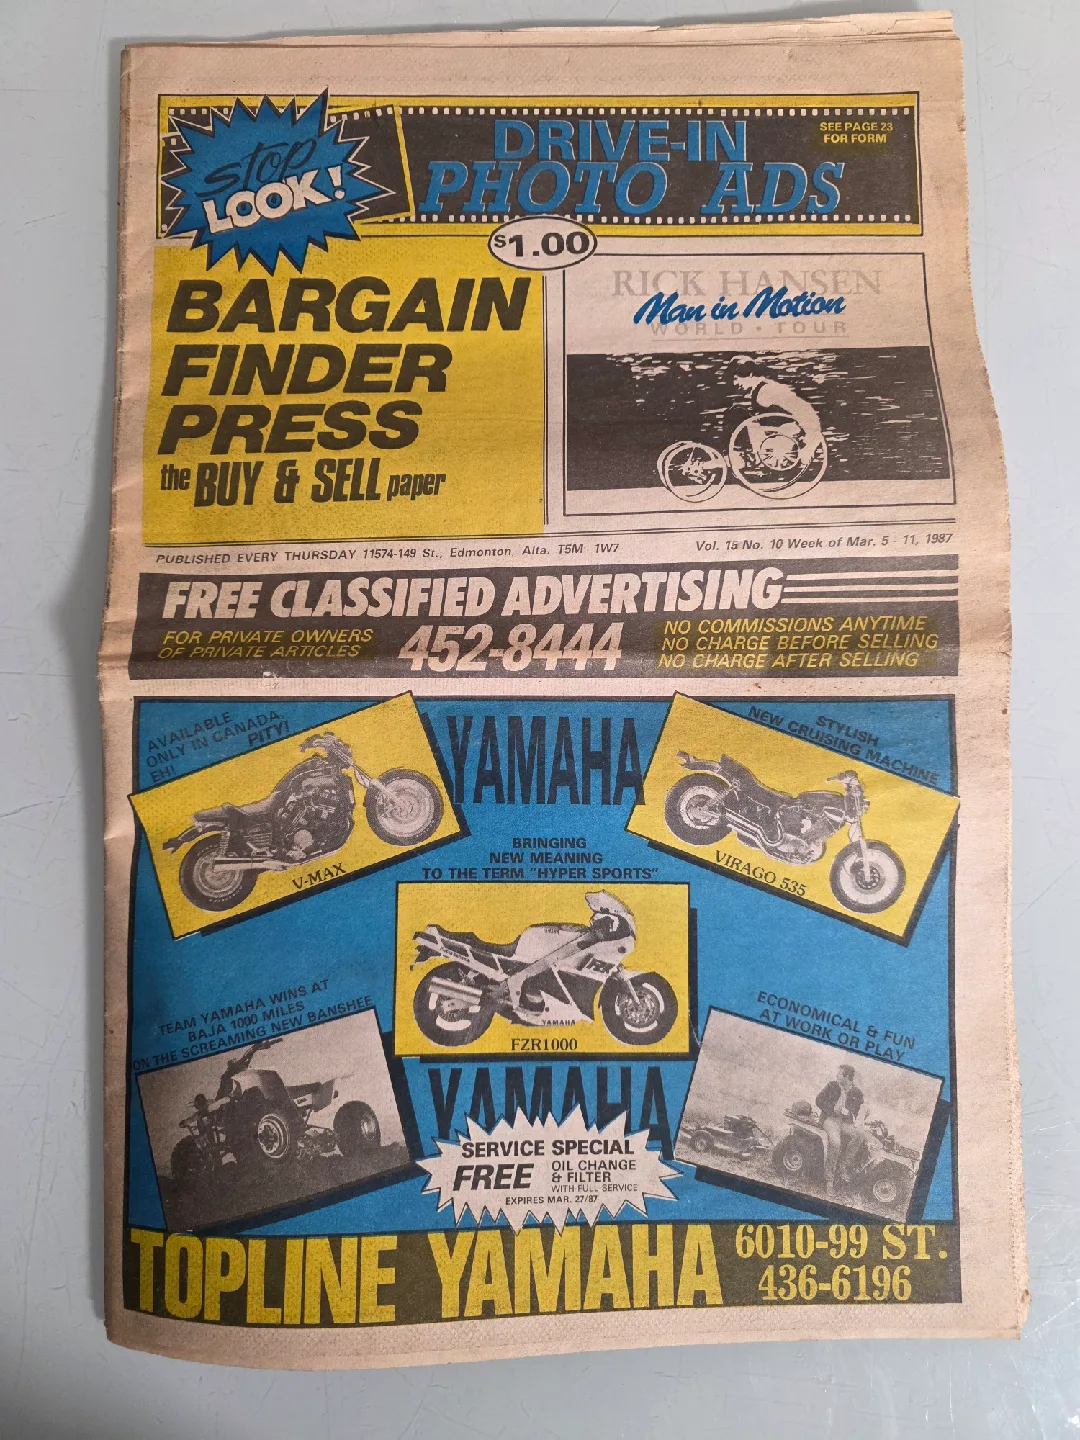 stop
LOOK!
DRIVE-IN
PHOTO ADS
SEE PAGE 23
FOR FORM
$1.00
BARGAIN
FINDER
PRESS
the BUY & SELL paper
RICK HANSEN
Man in Motion
WORLD • TOUR
PUBLISHED EVERY THURSDAY 11574-149 St., Edmonton, Alta. T5M 1W7
Vol. 15 No. 10 Week of Mar. 5 - 11, 1987
FREE CLASSIFIED ADVERTISING
FOR PRIVATE OWNERS
OF PRIVATE ARTICLES
452-8444
NO COMMISSIONS ANYTIME
NO CHARGE BEFORE SELLING
NO CHARGE AFTER SELLING
AVAILABLE
ONLY IN CANADA,
EH! PITY!
V-MAX
YAMAHA
STYLISH
NEW CRUISING MACHINE
VIRAGO 535
BRINGING
NEW MEANING
TO THE TERM "HYPER SPORTS"
FZR
YAMAHA
FZR1000
TEAM YAMAHA WINS AT
BAJA 1000 MILES
ON THE SCREAMING NEW BANSHEE
ECONOMICAL & FUN
AT WORK OR PLAY
YAMAHA
SERVICE SPECIAL
FREE OIL CHANGE
& FILTER
WITH FULL SERVICE
EXPIRES MAR. 27/87
TOPLINE YAMAHA
6010-99 ST.
436-6196